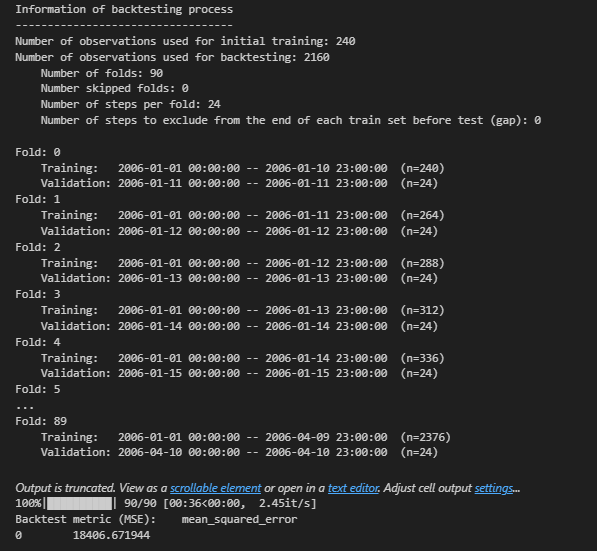 Information of backtesting process
----------------------------------
Number of observations used for initial training: 240
Number of observations used for backtesting: 2160
    Number of folds: 90
    Number skipped folds: 0
    Number of steps per fold: 24
    Number of steps to exclude from the end of each train set before test (gap): 0

Fold: 0
    Training:   2006-01-01 00:00:00 -- 2006-01-10 23:00:00  (n=240)
    Validation: 2006-01-11 00:00:00 -- 2006-01-11 23:00:00  (n=24)
Fold: 1
    Training:   2006-01-01 00:00:00 -- 2006-01-11 23:00:00  (n=264)
    Validation: 2006-01-12 00:00:00 -- 2006-01-12 23:00:00  (n=24)
Fold: 2
    Training:   2006-01-01 00:00:00 -- 2006-01-12 23:00:00  (n=288)
    Validation: 2006-01-13 00:00:00 -- 2006-01-13 23:00:00  (n=24)
Fold: 3
    Training:   2006-01-01 00:00:00 -- 2006-01-13 23:00:00  (n=312)
    Validation: 2006-01-14 00:00:00 -- 2006-01-14 23:00:00  (n=24)
Fold: 4
    Training:   2006-01-01 00:00:00 -- 2006-01-14 23:00:00  (n=336)
    Validation: 2006-01-15 00:00:00 -- 2006-01-15 23:00:00  (n=24)
Fold: 5
...
Fold: 89
    Training:   2006-01-01 00:00:00 -- 2006-04-09 23:00:00  (n=2376)
    Validation: 2006-04-10 00:00:00 -- 2006-04-10 23:00:00  (n=24)

Output is truncated. View as a scrollable element or open in a text editor. Adjust cell output settings...
100%|██████████| 90/90 [00:36<00:00,  2.45it/s]
Backtest metric (MSE):    mean_squared_error
0        18406.671944